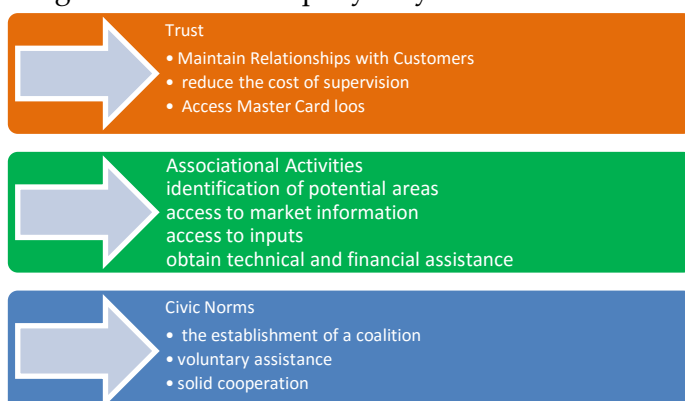 Trust
• Maintain Relationships with Customers
• reduce the cost of supervision
• Access Master Card loos
Associational Activities
identification of potential areas
access to market information
access to inputs
obtain technical and financial assistance
Civic Norms
• the establishment of a coalition
• voluntary assistance
• solid cooperation